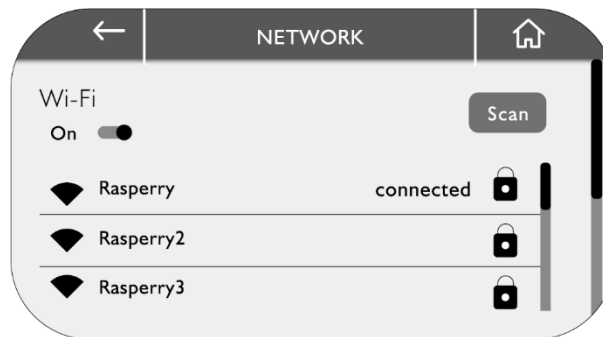 NETWORK
Wi-Fi
On
Scan
Rasperry connected
Rasperry2
Rasperry3